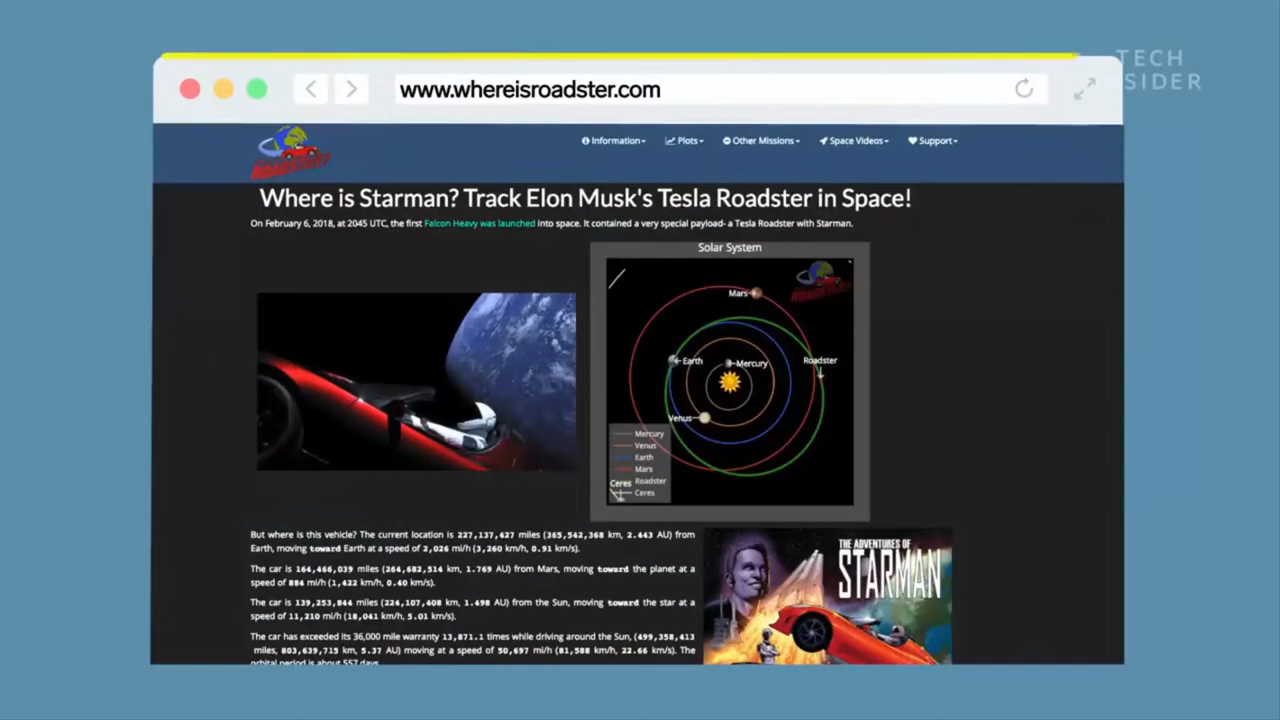 TECH
SIDER
www.whereisroadster.com
ROADSTER?
Information
Plots
Other Missions
Space Videos
Support
Where is Starman? Track Elon Musk's Tesla Roadster in Space!
On February 6, 2018, at 2045 UTC, the first Falcon Heavy was launched into space. It contained a very special payload- a Tesla Roadster with Starman.
Solar System
ROADSTER?
Mars
Earth
Mercury
Roadster
Venus
Mercury
Venus
Earth
Mars
Ceres
Roadster
Ceres
But where is this vehicle? The current location is 227,137,427 miles (365,542,368 km, 2.443 AU) from
Earth, moving toward Earth at a speed of 2,026 mi/h (3,260 km/h, 0.91 km/s).
The car is 164,466,039 miles (264,682,514 km, 1.769 AU) from Mars, moving toward the planet at a
speed of 884 mi/h (1,422 km/h, 0.40 km/s).
The car is 139,253,844 miles (224,107,408 km, 1.498 AU) from the Sun, moving toward the star at a
speed of 11,210 mi/h (18,041 km/h, 5.01 km/s).
The car has exceeded its 36,000 mile warranty 13,871.1 times while driving around the Sun, (499,358,413
miles, 803,639,715 km, 5.37 AU) moving at a speed of 50,697 mi/h (81,588 km/h, 22.66 km/s). The
orbital period is about 557 days.
THE ADVENTURES OF
STARMAN